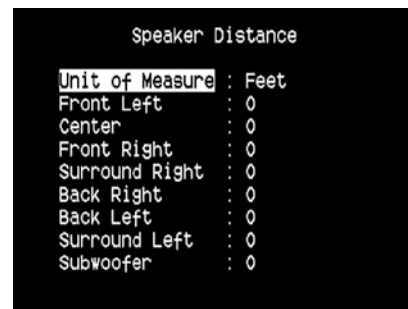 Speaker Distance
Unit of Measure : Feet
Front Left : 0
Center : 0
Front Right : 0
Surround Right : 0
Back Right : 0
Back Left : 0
Surround Left : 0
Subwoofer : 0